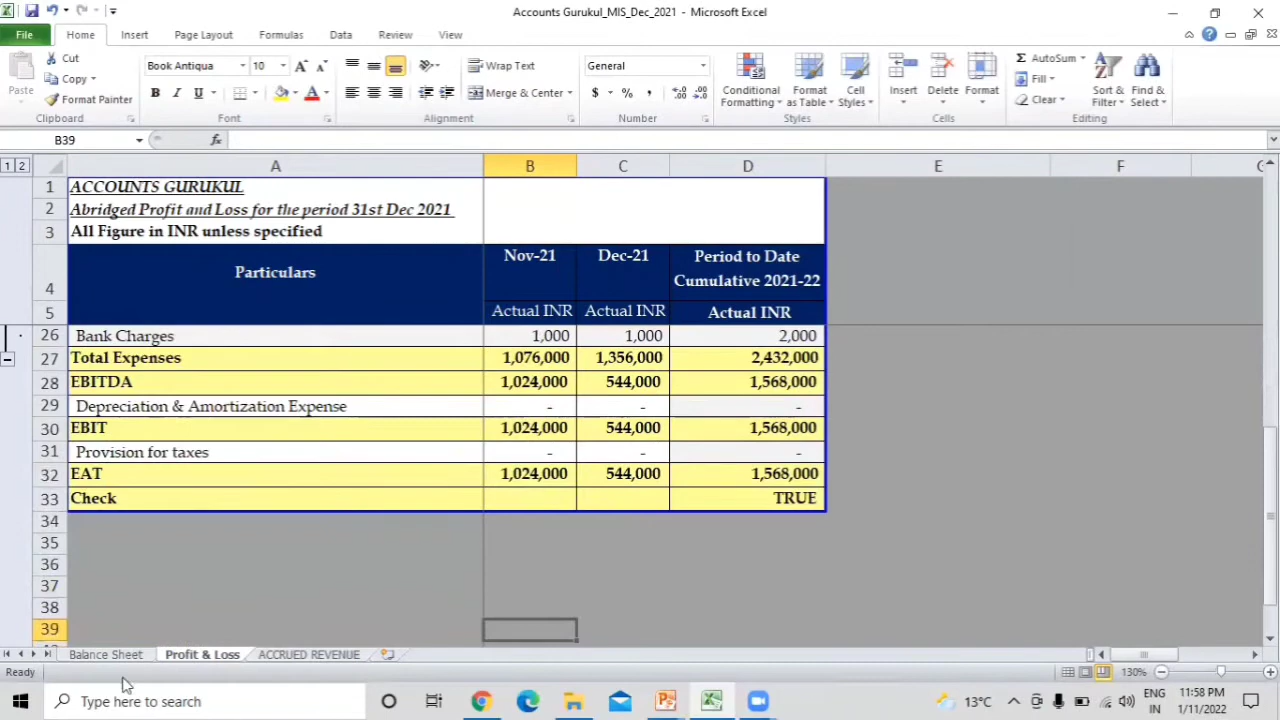 Accounts Gurukul_MIS_Dec_2021 - Microsoft Excel
File Home Insert Page Layout Formulas Data Review View
Paste Cut Copy Format Painter Clipboard
Book Antiqua 10 B I U A A A Font
Wrap Text Merge & Center Alignment
General $ % , Number
Conditional Formatting Format as Table Cell Styles Styles
Insert Delete Format Cells
Σ AutoSum Fill Clear Sort & Filter Find & Select Editing
B39 fx
1 2 A B C D E F G
1 ACCOUNTS GURUKUL
2 Abridged Profit and Loss for the period 31st Dec 2021
3 All Figure in INR unless specified
4 Particulars Nov-21 Dec-21 Period to Date Cumulative 2021-22
5 Actual INR Actual INR Actual INR
26 Bank Charges 1,000 1,000 2,000
27 Total Expenses 1,076,000 1,356,000 2,432,000
28 EBITDA 1,024,000 544,000 1,568,000
29 Depreciation & Amortization Expense - - -
30 EBIT 1,024,000 544,000 1,568,000
31 Provision for taxes - - -
32 EAT 1,024,000 544,000 1,568,000
33 Check TRUE
34
35
36
37
38
39
Balance Sheet Profit & Loss ACCRUED REVENUE
Ready 130%
Type here to search 13°C ENG IN 11:58 PM 1/11/2022